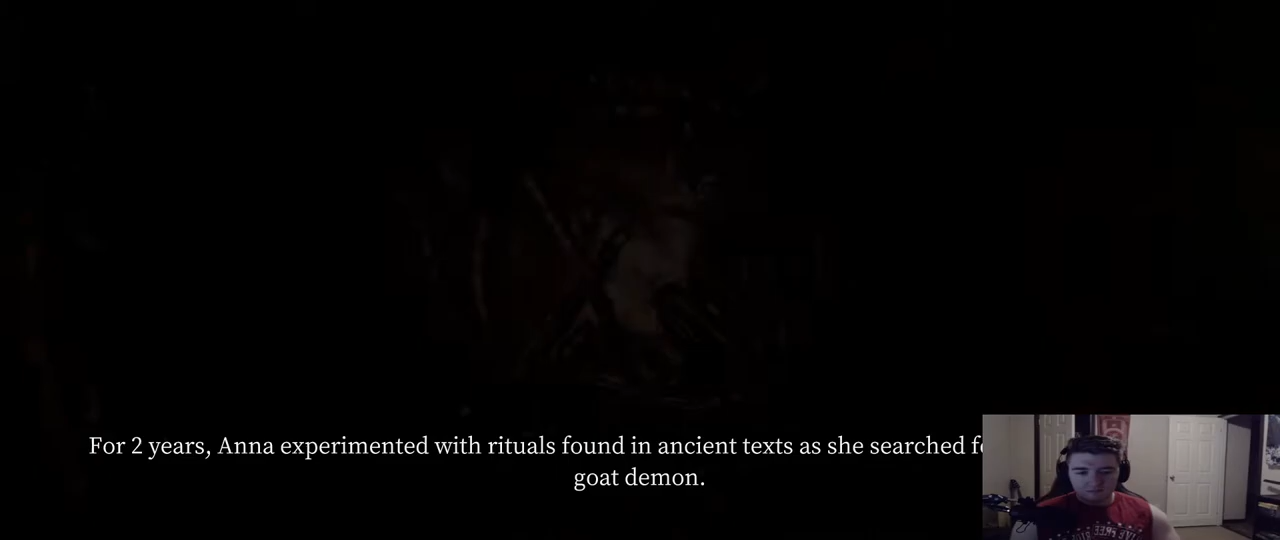 For 2 years, Anna experimented with rituals found in ancient texts as she searched
goat demon.